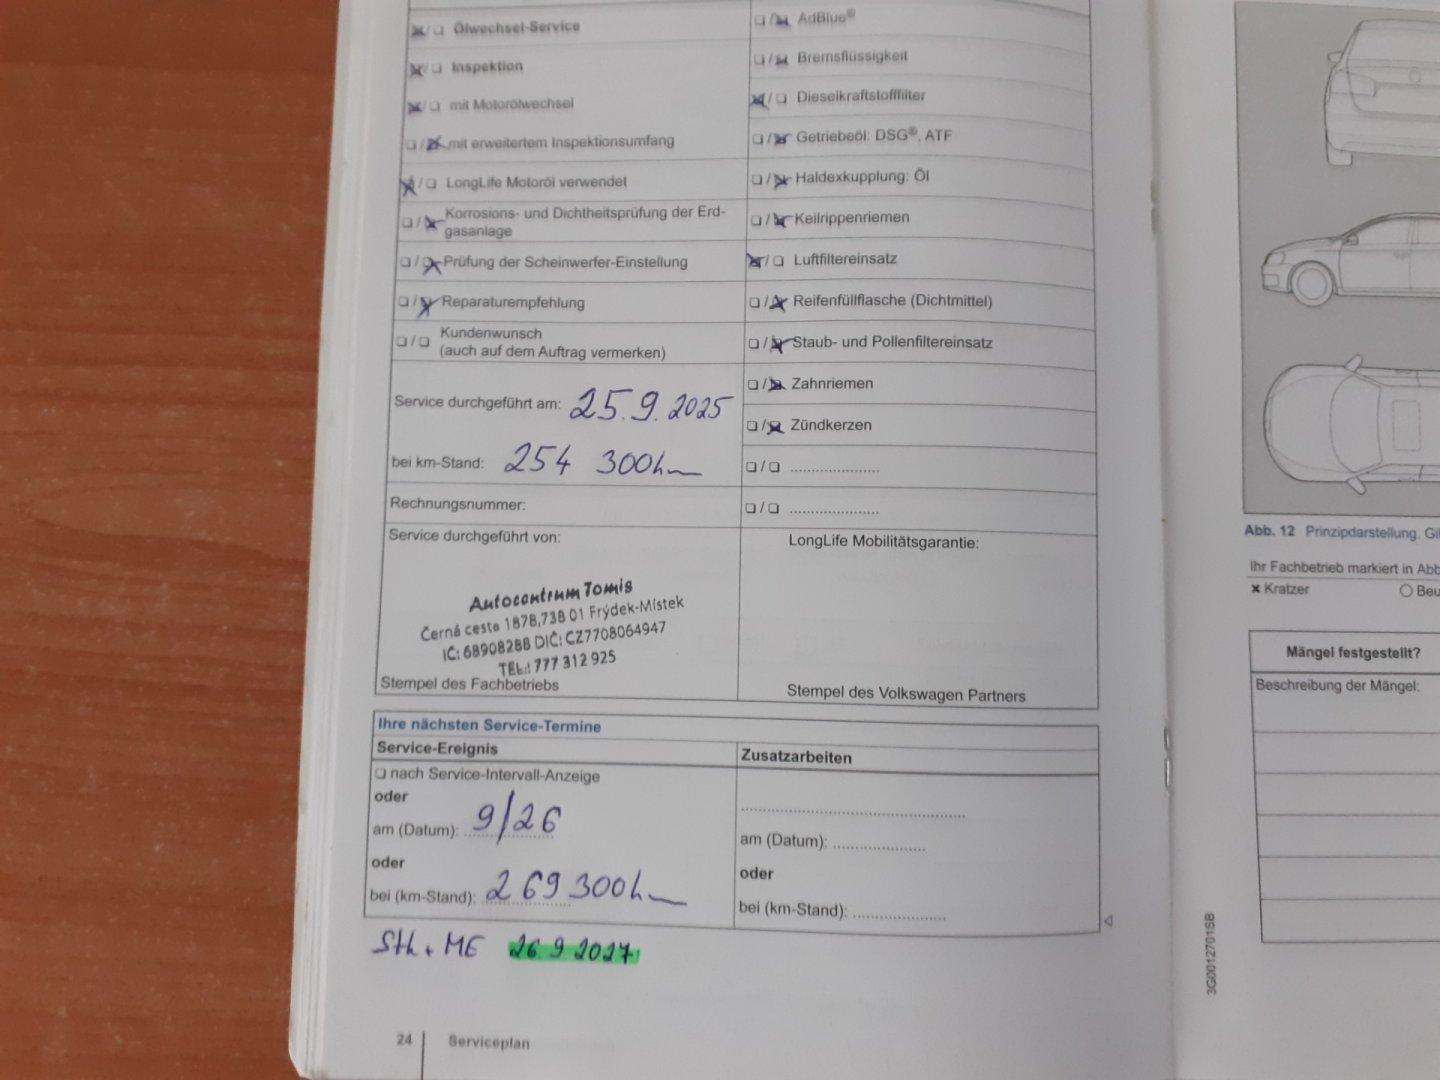 Ölwechsel-Service
Inspektion
mit Motorölwechsel
mit erweitertem Inspektionsumfang
LongLife Motoröl verwendet
Korrosions- und Dichtheitsprüfung der Erd-
gasanlage
Prüfung der Scheinwerfer-Einstellung
Reparaturempfehlung
Kundenwunsch
(auch auf dem Auftrag vermerken)
Service durchgeführt am: 25.9.2025
bei km-Stand: 254 300km
Rechnungsnummer:
Service durchgeführt von:
Autocentrum Tomis
Černá cesta 1878,738 01 Frýdek-Místek
IČ: 68908288 DIČ: CZ7708064947
TEL.: 777 312 925
Stempel des Fachbetriebs
AdBlue®
Bremsflüssigkeit
Dieselkraftstofffilter
Getriebeöl: DSG®, ATF
Haldexkupplung: Öl
Keilrippenriemen
Luftfiltereinsatz
Reifenfüllflasche (Dichtmittel)
Staub- und Pollenfiltereinsatz
Zahnriemen
Zündkerzen
LongLife Mobilitätsgarantie:
Stempel des Volkswagen Partners
Ihre nächsten Service-Termine
Service-Ereignis
nach Service-Intervall-Anzeige
oder
am (Datum): 9/26
oder
bei (km-Stand): 269 300km
Zusatzarbeiten
am (Datum):
oder
bei (km-Stand):
STK + ME 26.9.2027
24 Serviceplan
Abb. 12 Prinzipdarstellung.
Ihr Fachbetrieb markiert in Abb
Kratzer
Mängel festgestellt?
Beschreibung der Mängel:
3G0012701SB